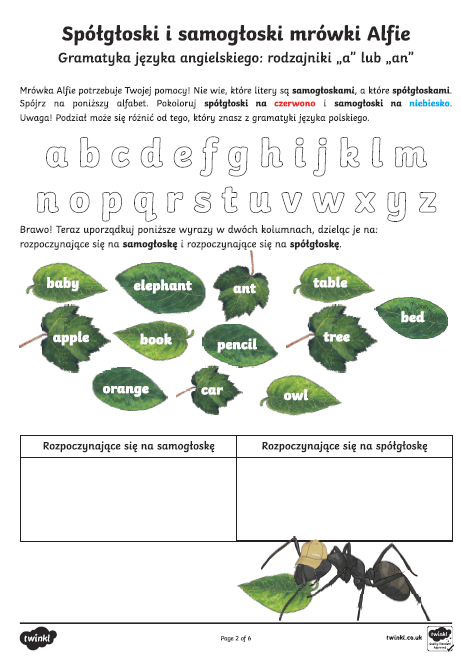 Spółgłoski i samogłoski mrówki Alfie
Gramatyka języka angielskiego: rodzajniki „a” lub „an”
Mrówka Alfie potrzebuje Twojej pomocy! Nie wie, które litery są samogłoskami, a które spółgłoskami.
Spójrz na poniższy alfabet. Pokoloruj spółgłoski na czerwono i samogłoski na niebiesko.
Uwaga! Podział może się różnić od tego, który znasz z gramatyki języka polskiego.
a b c d e f g h i j k l m
n o p q r s t u v w x y z
Brawo! Teraz uporządkuj poniższe wyrazy w dwóch kolumnach, dzieląc je na:
rozpoczynające się na samogłoskę i rozpoczynające się na spółgłoskę.
baby elephant ant table
bed
apple book pencil tree
orange car owl
Rozpoczynające się na samogłoskę Rozpoczynające się na spółgłoskę
twinkl Page 2 of 6 twinkl.co.uk twinkl